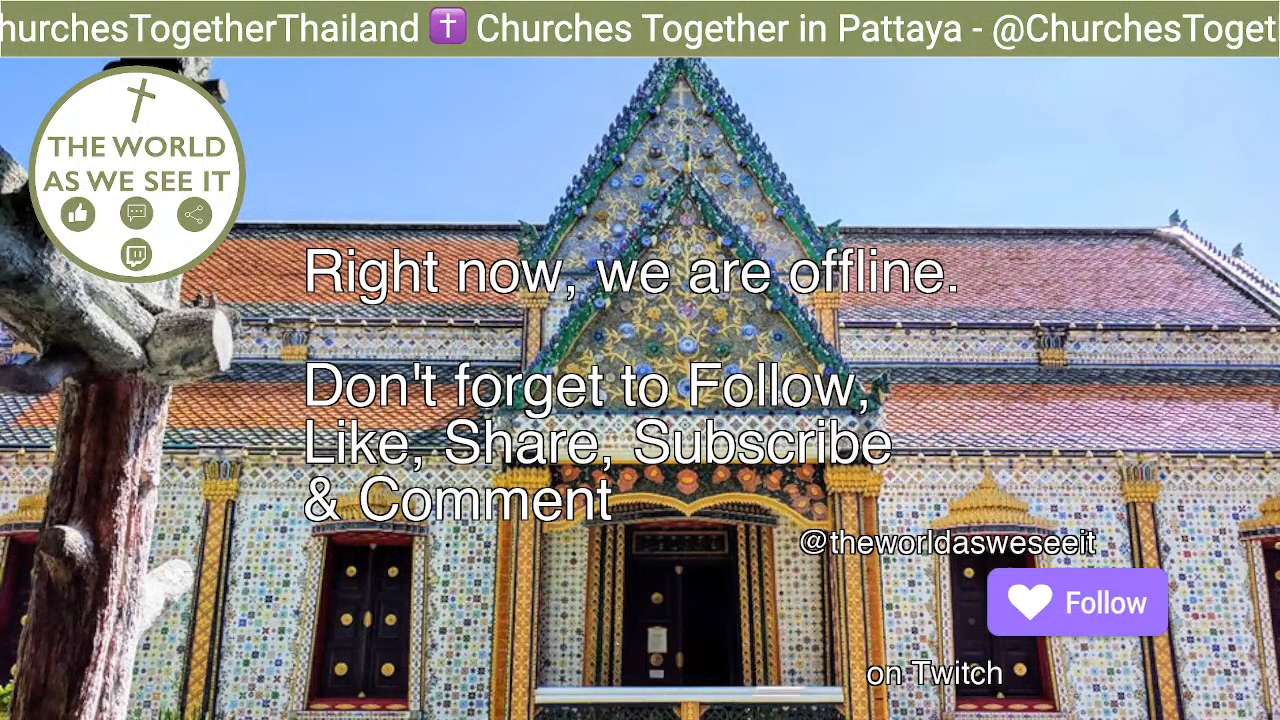 hurchesTogetherThailand ✝️ Churches Together in Pattaya - @ChurchesToget
THE WORLD
AS WE SEE IT
Right now, we are offline.
Don't forget to Follow,
Like, Share, Subscribe
& Comment
@theworldasweseeit
Follow
on Twitch